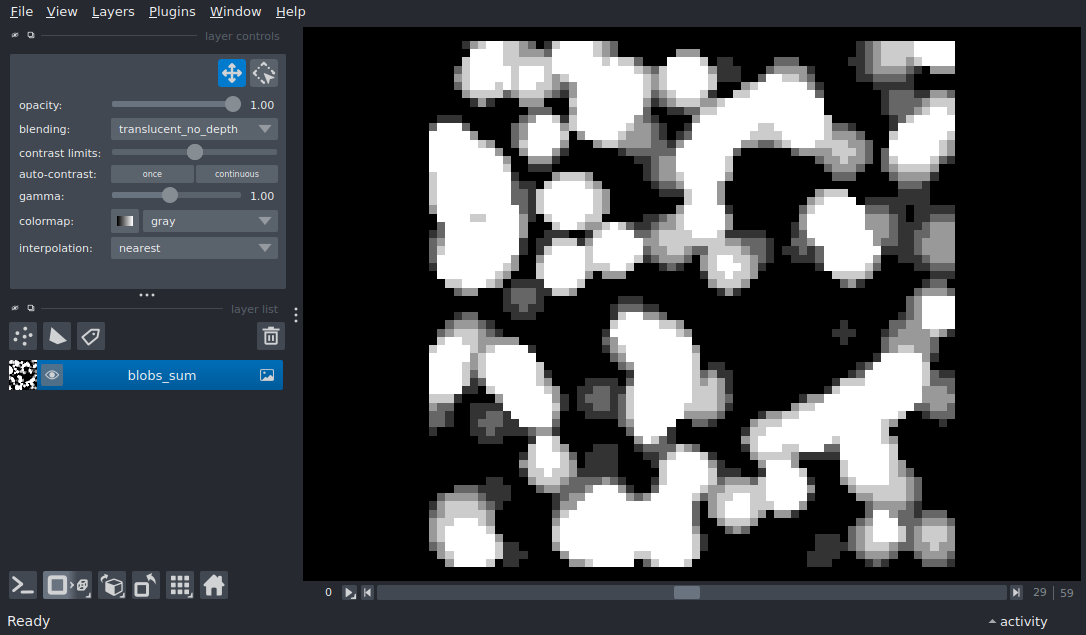 File View Layers Plugins Window Help
layer controls
opacity: 1.00
blending: translucent_no_depth
contrast limits:
auto-contrast: once continuous
gamma: 1.00
colormap: gray
interpolation: nearest
layer list
blobs_sum
0 29 59
Ready activity